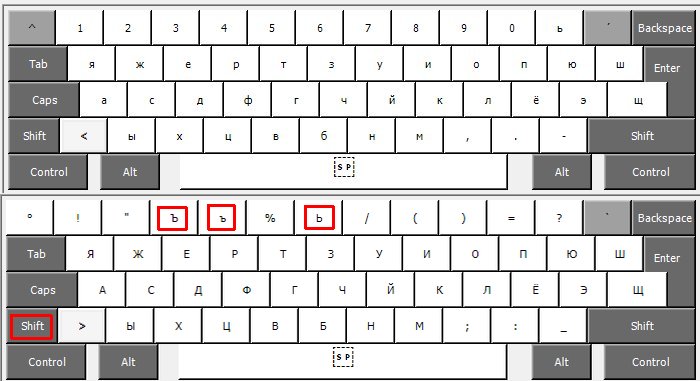 ^ 1 2 3 4 5 6 7 8 9 0 ь ´ Backspace
Tab я ж е р т з у и о п ю ш Enter
Caps а с д ф г ч й к л ё э щ
Shift < ы х ц в б н м , . - Shift
Control Alt SP Alt Control
° ! " Ъ ъ % Ь / ( ) = ? ` Backspace
Tab Я Ж Е Р Т З У И О П Ю Ш Enter
Caps А С Д Ф Г Ч Й К Л Ё Э Щ
Shift > Ы Х Ц В Б Н М ; : _ Shift
Control Alt SP Alt Control